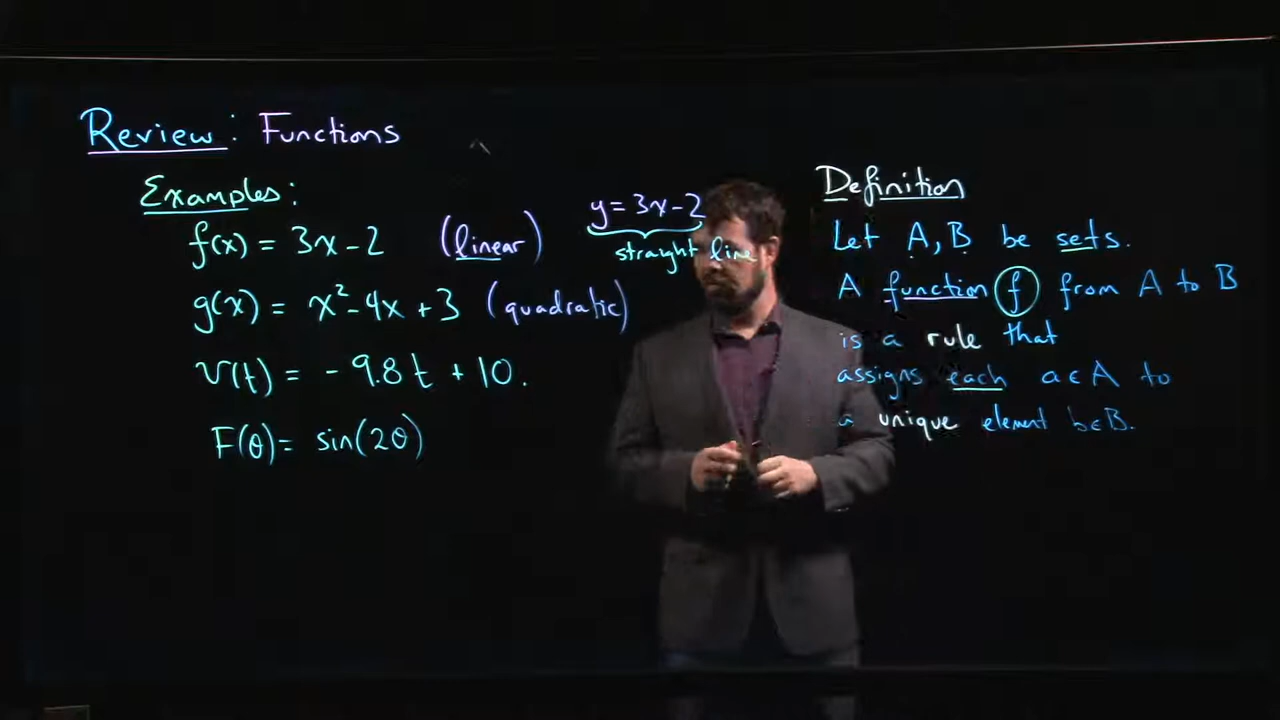 Review: Functions
Examples:
f(x) = 3x - 2 (linear)
y = 3x - 2
straight line
g(x) = x² - 4x + 3 (quadratic)
v(t) = - 9.8t + 10.
F(θ) = sin(2θ)
Definition
Let A, B be sets.
A function f from A to B
is a rule that
assigns each a ∈ A to
a unique element b ∈ B.